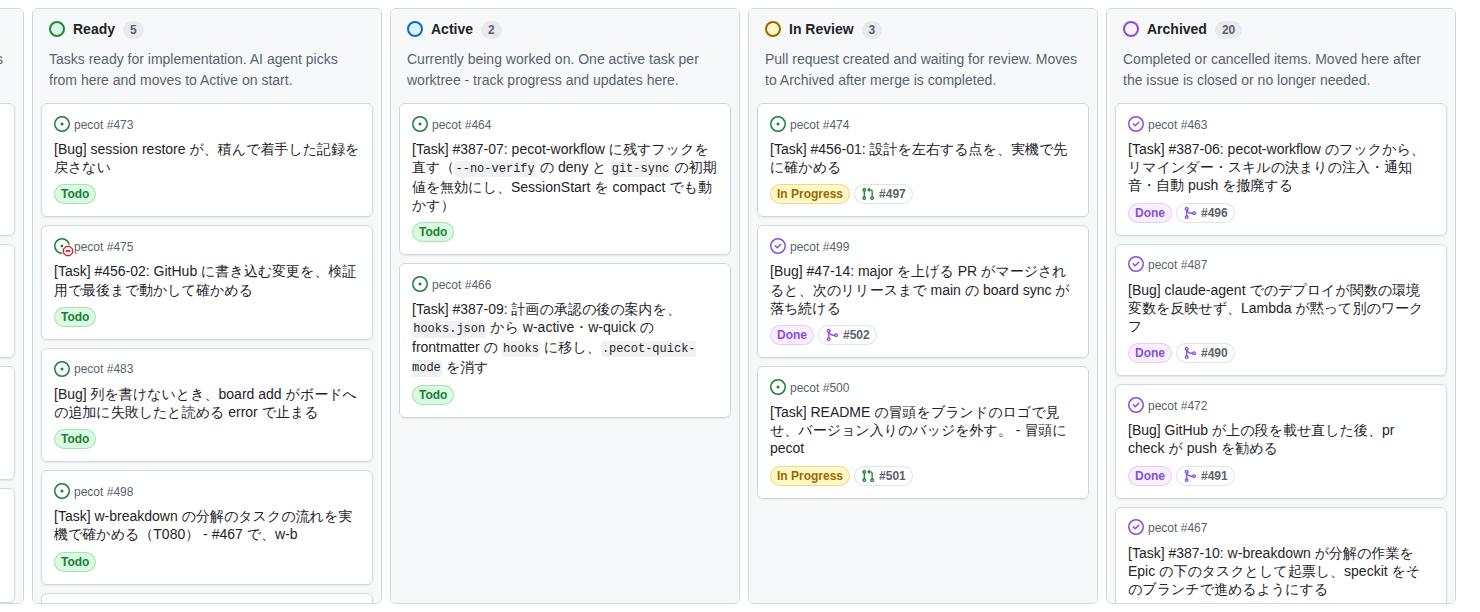 s
Ready 5
Tasks ready for implementation. AI agent picks
from here and moves to Active on start.
pecot #473
[Bug] session restore が、積んで着手した記録を
戻さない
Todo
pecot #475
[Task] #456-02: GitHub に書き込む変更を、検証
用で最後まで動かして確かめる
Todo
pecot #483
[Bug] 列を書けないとき、board add がボードへ
の追加に失敗したと読める error で止まる
Todo
pecot #498
[Task] w-breakdown の分解のタスクの流れを実
機で確かめる（T080） - #467 で、w-b
Todo
Active 2
Currently being worked on. One active task per
worktree - track progress and updates here.
pecot #464
[Task] #387-07: pecot-workflow に残すフックを
直す（--no-verify の deny と git-sync の初期
値を無効にし、SessionStart を compact でも動
かす）
Todo
pecot #466
[Task] #387-09: 計画の承認の後の案内を、
hooks.json から w-active・w-quick の
frontmatter の hooks に移し、.pecot-quick-
mode を消す
Todo
In Review 3
Pull request created and waiting for review. Moves
to Archived after merge is completed.
pecot #474
[Task] #456-01: 設計を左右する点を、実機で先
に確かめる
In Progress #497
pecot #499
[Bug] #47-14: major を上げる PR がマージされ
ると、次のリリースまで main の board sync が
落ち続ける
Done #502
pecot #500
[Task] README の冒頭をブランドのロゴで見
せ、バージョン入りのバッジを外す。 - 冒頭に
pecot
In Progress #501
Archived 20
Completed or cancelled items. Moved here after
the issue is closed or no longer needed.
pecot #463
[Task] #387-06: pecot-workflow のフックから、
リマインダー・スキルの決まりの注入・通知
音・自動 push を撤廃する
Done #496
pecot #487
[Bug] claude-agent でのデプロイが関数の環境
変数を反映せず、Lambda が黙って別のワーク
フ
Done #490
pecot #472
[Bug] GitHub が上の段を載せ直した後、pr
check が push を勧める
Done #491
pecot #467
[Task] #387-10: w-breakdown が分解の作業を
Epic の下のタスクとして起票し、speckit をそ
のブランチで進めるようにする